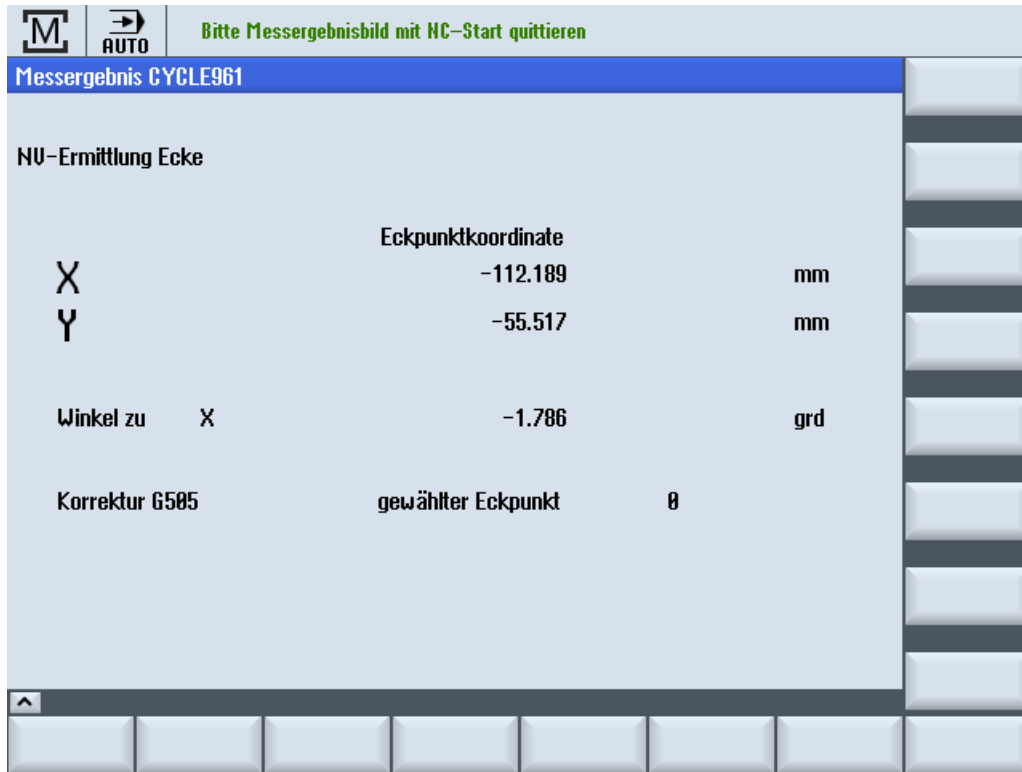 M
AUTO
Bitte Messergebnisbild mit NC-Start quittieren
Messergebnis CYCLE961
NV-Ermittlung Ecke
Eckpunktkoordinate
X -112.189 mm
Y -55.517 mm
Winkel zu X -1.786 grd
Korrektur G505 gewählter Eckpunkt 0